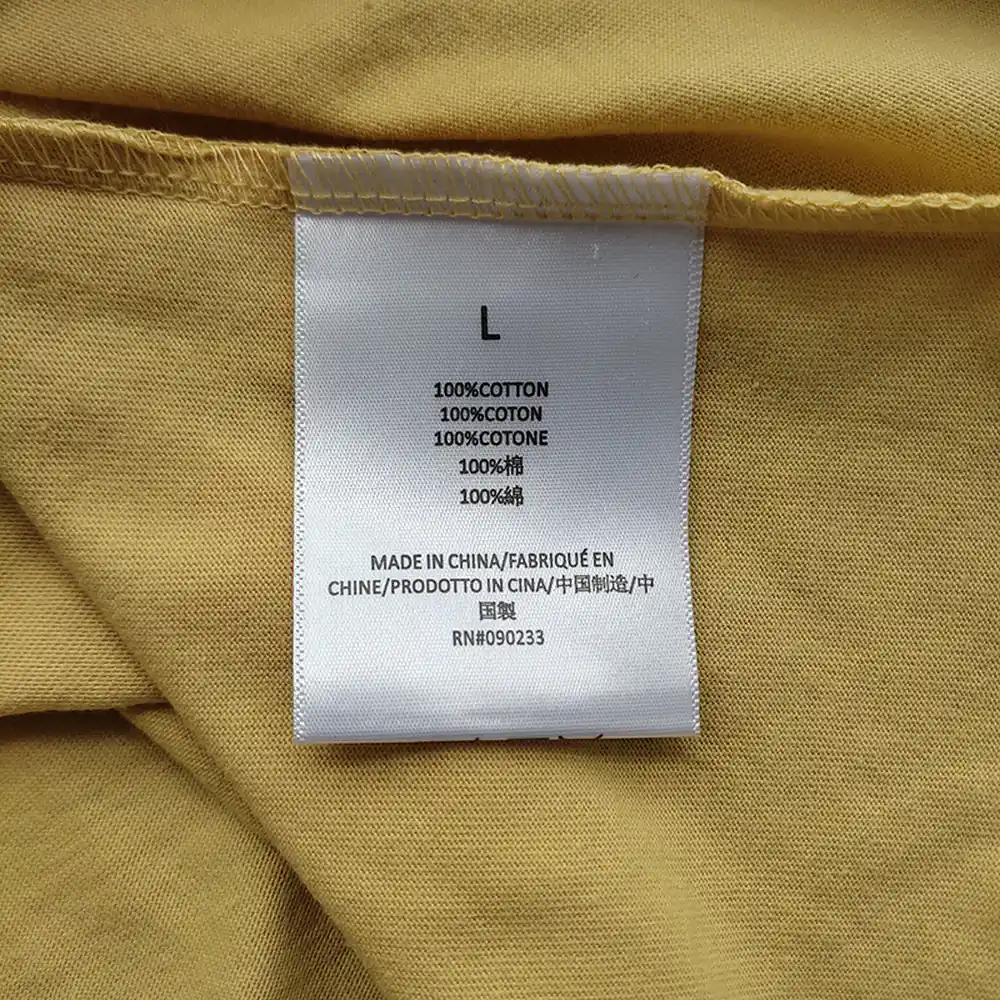 L
100%COTTON
100%COTON
100%COTONE
100%棉
100%綿
MADE IN CHINA/FABRIQUÉ EN
CHINE/PRODOTTO IN CINA/中国制造/中
国製
RN#090233